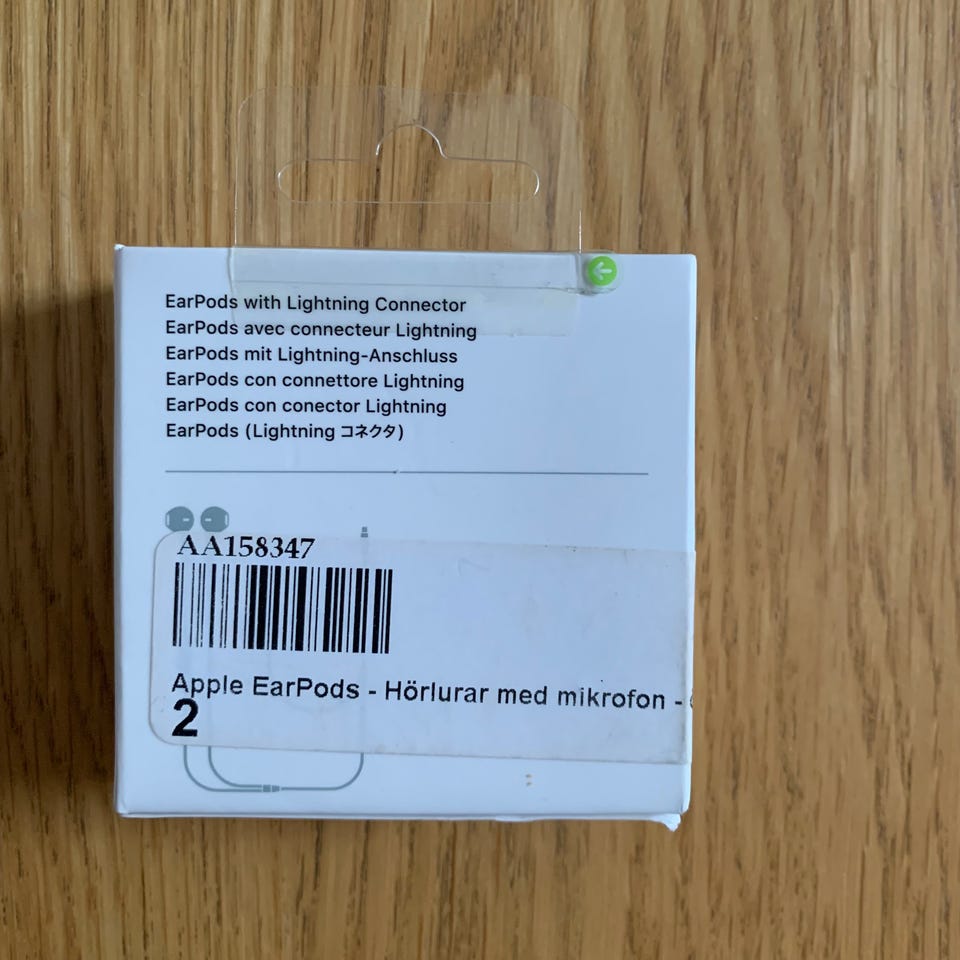 EarPods with Lightning Connector
EarPods avec connecteur Lightning
EarPods mit Lightning-Anschluss
EarPods con connettore Lightning
EarPods con conector Lightning
EarPods (Lightning コネクタ)
AA158347
Apple EarPods - Hörlurar med mikrofon -
2